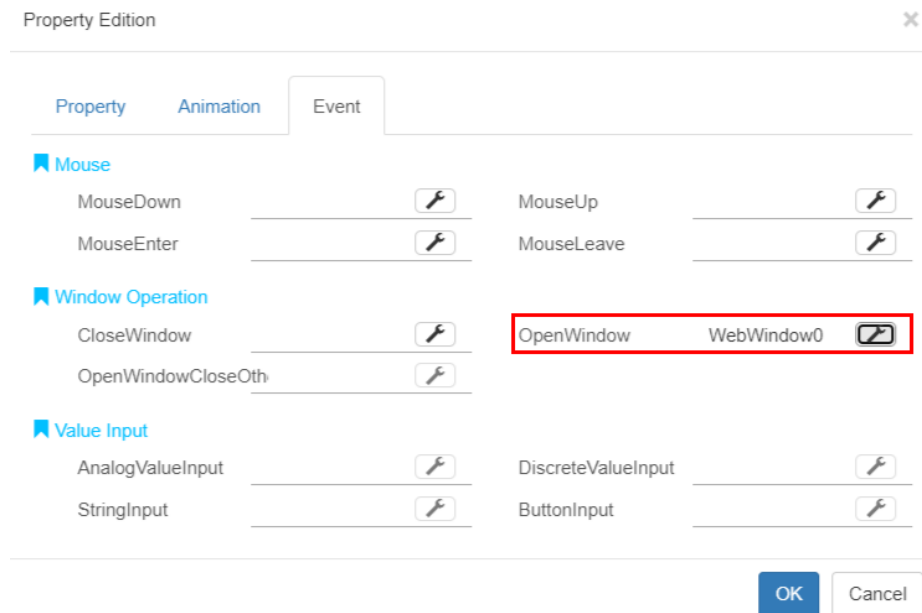 Property Edition ×
Property Animation Event
Mouse
MouseDown MouseUp
MouseEnter MouseLeave
Window Operation
CloseWindow OpenWindow WebWindow0
OpenWindowCloseOth
Value Input
AnalogValueInput DiscreteValueInput
StringInput ButtonInput
OK Cancel